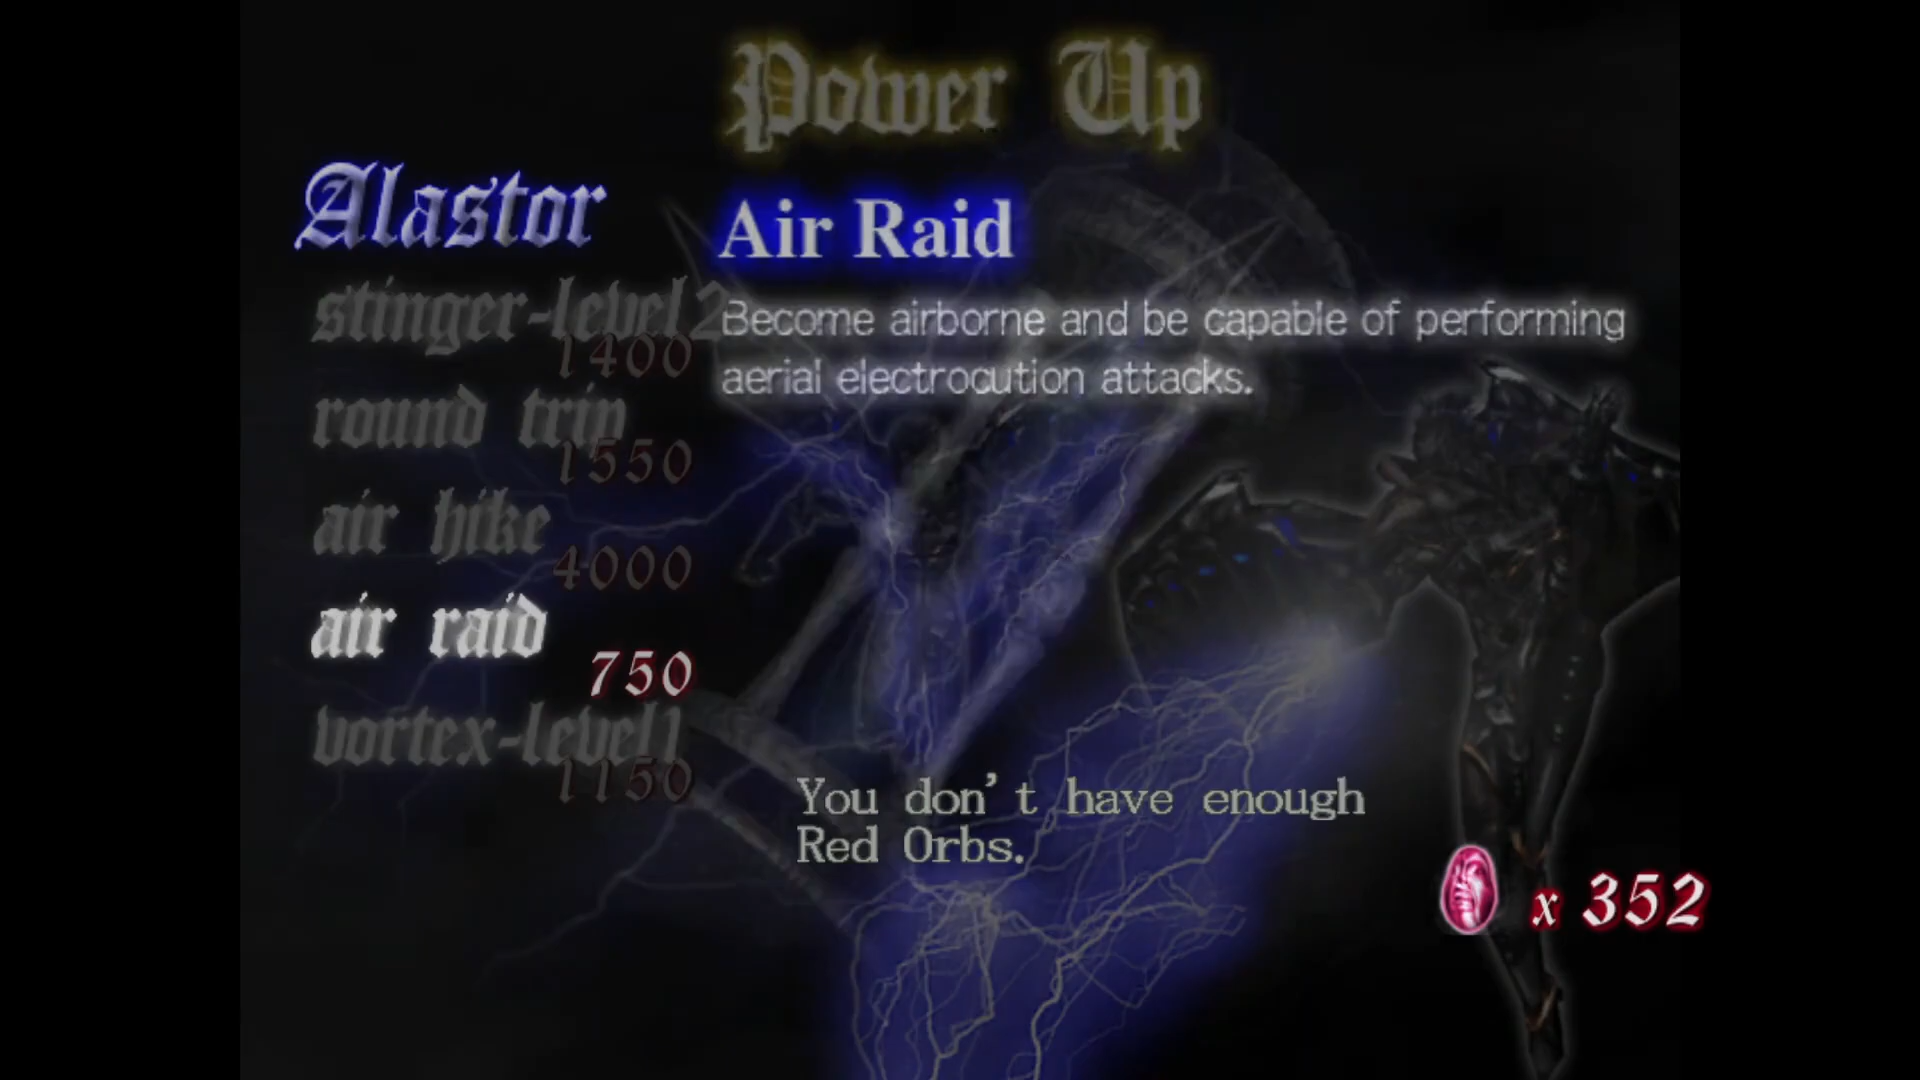 Power Up
Alastor
stinger-level2
1400
round trip
1550
air hike
4000
air raid
750
vortex-level1
1150
Air Raid
Become airborne and be capable of performing
aerial electrocution attacks.
You don't have enough
Red Orbs.
x 352